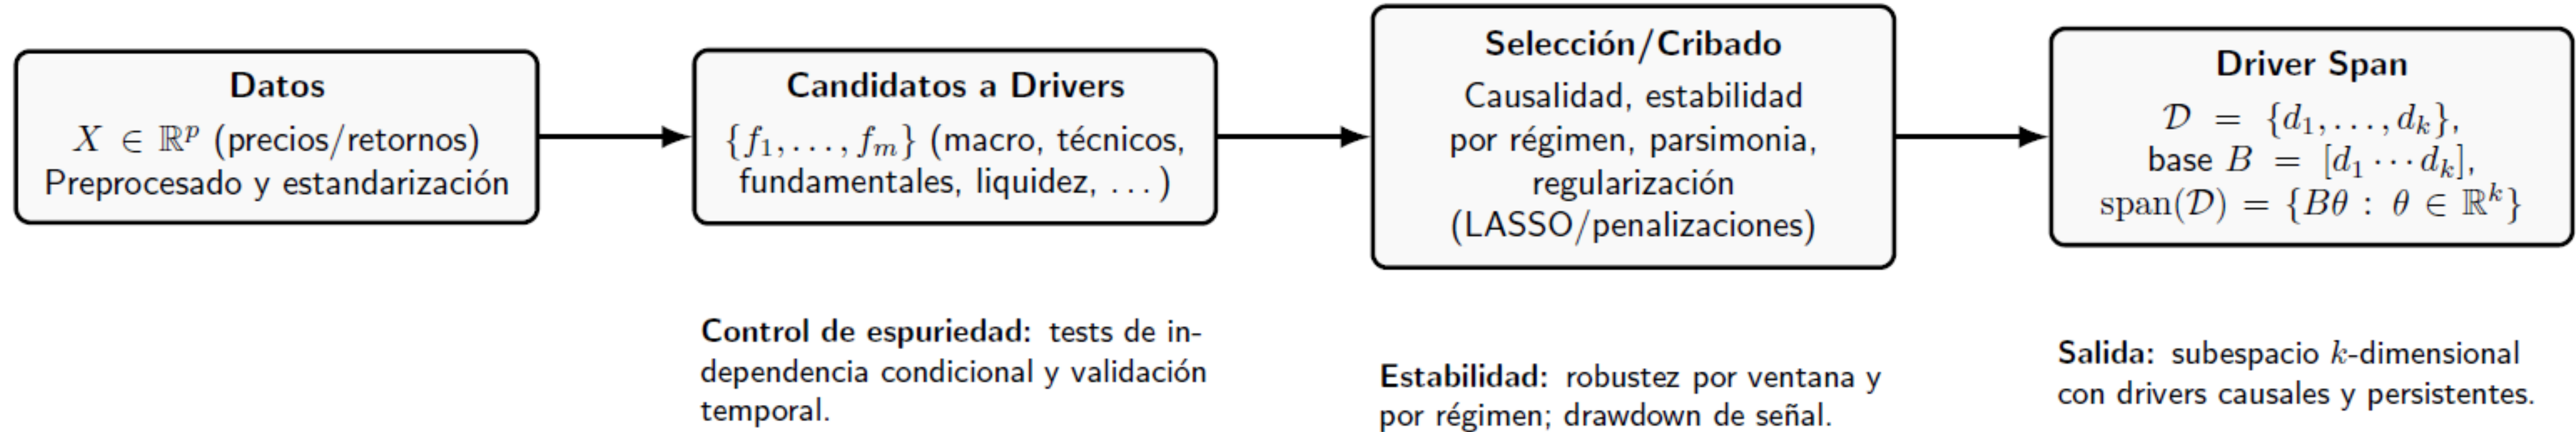 Datos
X ∈ ℝ^p (precios/retornos)
Preprocesado y estandarización
Candidatos a Drivers
{f_1, . . . , f_m} (macro, técnicos,
fundamentales, liquidez, . . . )
Selección/Cribado
Causalidad, estabilidad
por régimen, parsimonia,
regularización
(LASSO/penalizaciones)
Driver Span
𝒟 = {d_1, . . . , d_k},
base B = [d_1 ··· d_k],
span(𝒟) = {Bθ : θ ∈ ℝ^k}
Control de espuriedad: tests de in-
dependencia condicional y validación
temporal.
Estabilidad: robustez por ventana y
por régimen; drawdown de señal.
Salida: subespacio k-dimensional
con drivers causales y persistentes.